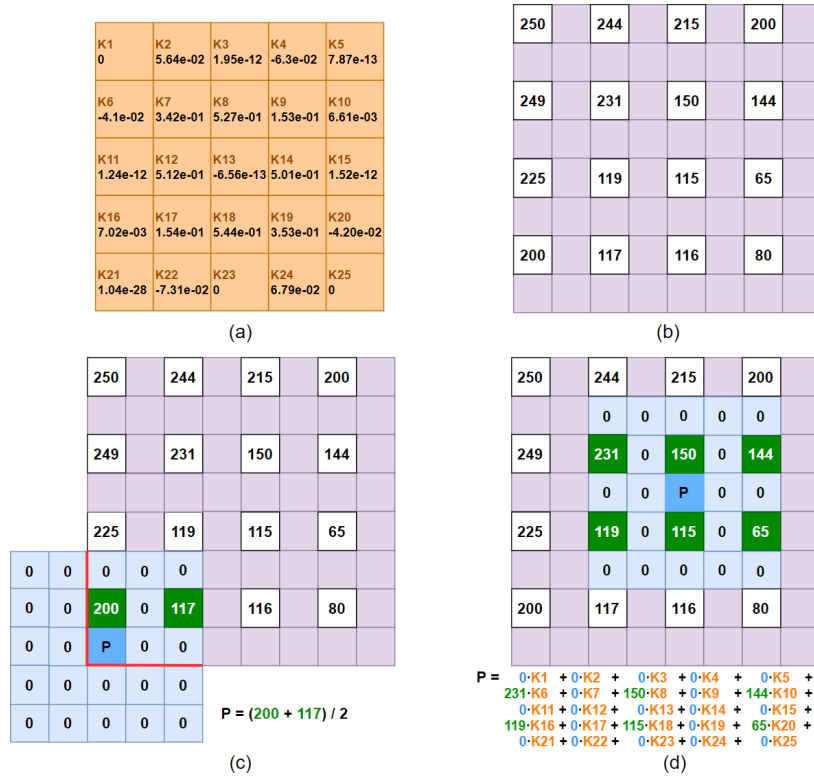 K1 K2 K3 K4 K5
0 5.64e-02 1.95e-12 -6.3e-02 7.87e-13
K6 K7 K8 K9 K10
-4.1e-02 3.42e-01 5.27e-01 1.53e-01 6.61e-03
K11 K12 K13 K14 K15
1.24e-12 5.12e-01 -6.56e-13 5.01e-01 1.52e-12
K16 K17 K18 K19 K20
7.02e-03 1.54e-01 5.44e-01 3.53e-01 -4.20e-02
K21 K22 K23 K24 K25
1.04e-28 -7.31e-02 0 6.79e-02 0
(a)
250 244 215 200
249 231 150 144
225 119 115 65
200 117 116 80
(b)
250 244 215 200
249 231 150 144
225 119 115 65
0 0 0 0 0
0 0 200 0 117 116 80
0 0 P 0 0
0 0 0 0 0
0 0 0 0 0
P = (200 + 117) / 2
(c)
250 244 215 200
0 0 0 0 0
249 231 0 150 0 144
0 0 P 0 0
225 119 0 115 0 65
0 0 0 0 0
200 117 116 80
P = 0·K1 + 0·K2 + 0·K3 + 0·K4 + 0·K5 +
231·K6 + 0·K7 + 150·K8 + 0·K9 + 144·K10 +
0·K11 + 0·K12 + 0·K13 + 0·K14 + 0·K15 +
119·K16 + 0·K17 + 115·K18 + 0·K19 + 65·K20 +
0·K21 + 0·K22 + 0·K23 + 0·K24 + 0·K25
(d)